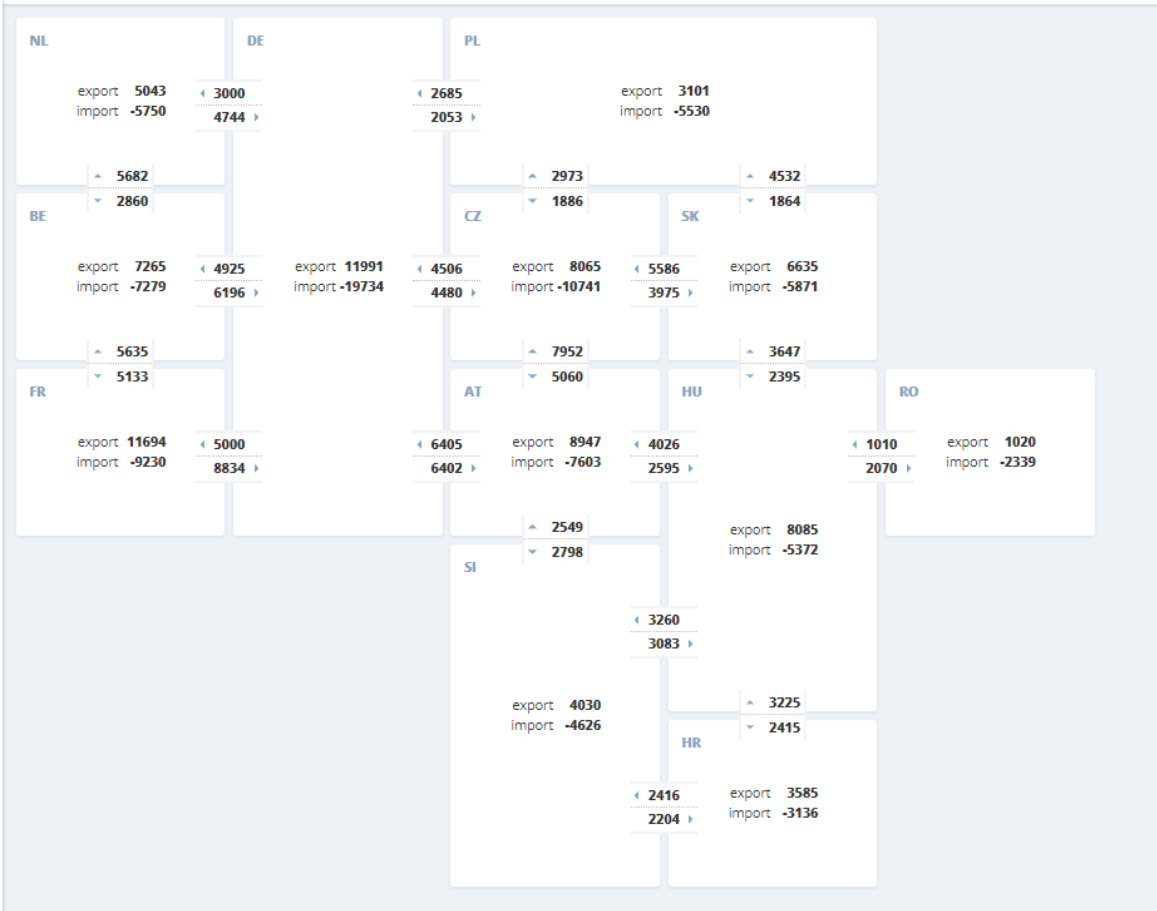 NL
DE
PL
export 5043
import -5750
3000
4744
2685
2053
export 3101
import -5530
5682
2860
2973
1886
4532
1864
BE
CZ
SK
export 7265
import -7279
4925
6196
export 11991
import -19734
4506
4480
export 8065
import -10741
5586
3975
export 6635
import -5871
5635
5133
7952
5060
3647
2395
FR
AT
HU
RO
export 11694
import -9230
5000
8834
6405
6402
export 8947
import -7603
4026
2595
1010
2070
export 1020
import -2339
2549
2798
export 8085
import -5372
SI
3260
3083
export 4030
import -4626
3225
2415
HR
2416
2204
export 3585
import -3136